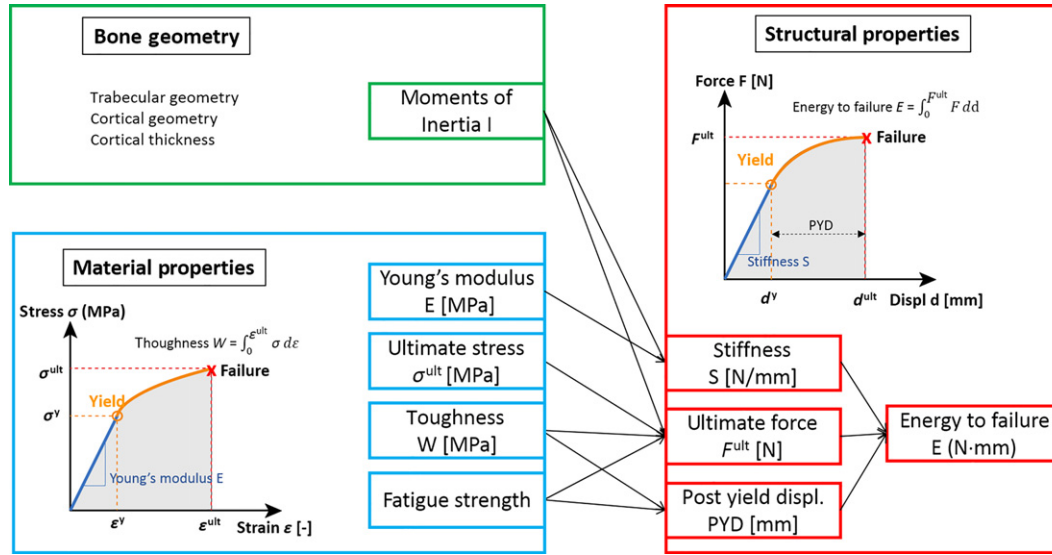 Bone geometry
Trabecular geometry
Cortical geometry
Cortical thickness
Moments of
Inertia I
Material properties
Stress σ (MPa)
Thoughness W = ∫₀^εᵘˡᵗ σ dε
σᵘˡᵗ
Failure
Yield
σʸ
Young's modulus E
εʸ
εᵘˡᵗ
Strain ε [-]
Young's modulus
E [MPa]
Ultimate stress
σᵘˡᵗ [MPa]
Toughness
W [MPa]
Fatigue strength
Structural properties
Force F [N]
Energy to failure E = ∫₀^Fᵘˡᵗ F dd
Fᵘˡᵗ
Failure
Yield
PYD
Stiffness S
dʸ
dᵘˡᵗ
Displ d [mm]
Stiffness
S [N/mm]
Ultimate force
Fᵘˡᵗ [N]
Post yield displ.
PYD [mm]
Energy to failure
E (N·mm)